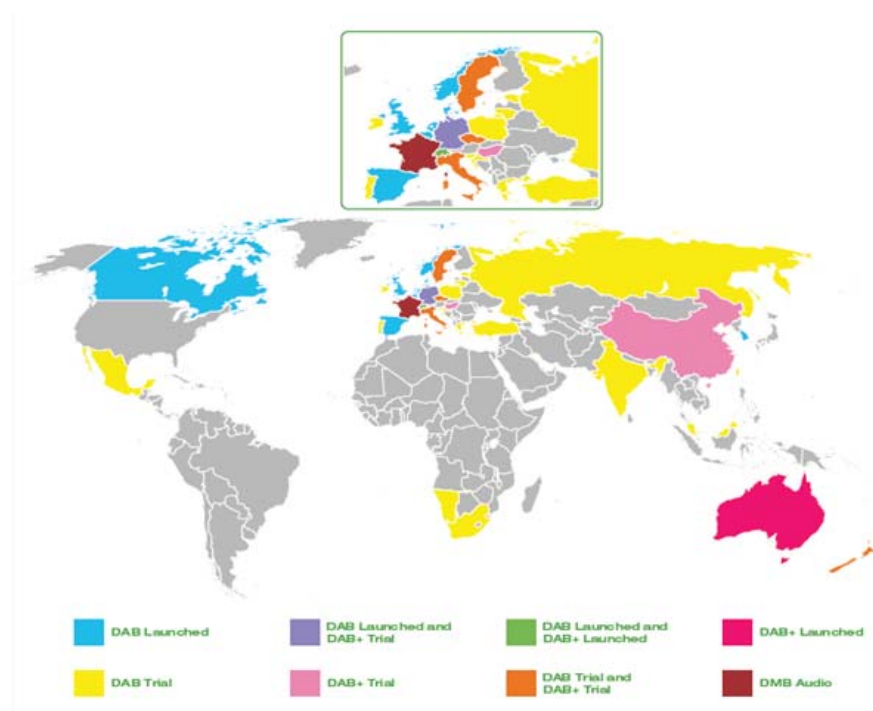 DAB Launched
DAB Launched and
DAB+ Trial
DAB Launched and
DAB+ Launched
DAB+ Launched
DAB Trial
DAB+ Trial
DAB Trial and
DAB+ Trial
DMB Audio